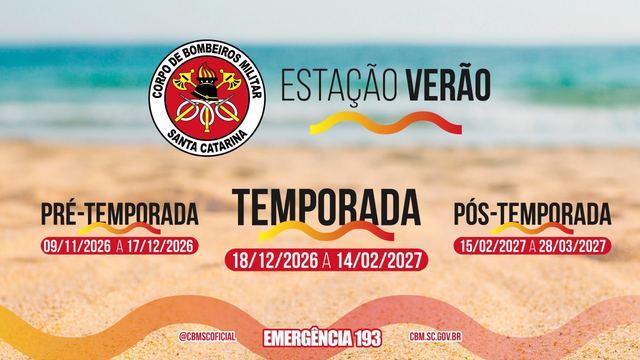 CORPO DE BOMBEIROS MILITAR
SANTA CATARINA
ESTAÇÃO VERÃO
PRÉ-TEMPORADA
09/11/2026 A 17/12/2026
TEMPORADA
18/12/2026 A 14/02/2027
PÓS-TEMPORADA
15/02/2027 A 28/03/2027
@CBMSCOFICIAL
EMERGÊNCIA 193
CBM.SC.GOV.BR